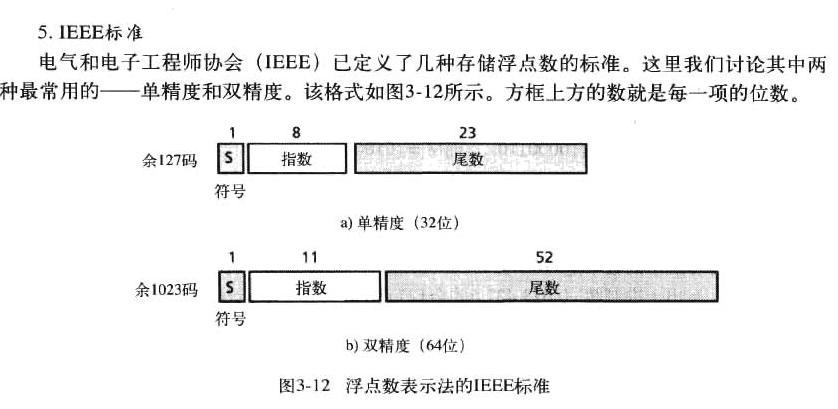 5. IEEE标准
电气和电子工程师协会（IEEE）已定义了几种存储浮点数的标准。这里我们讨论其中两
种最常用的——单精度和双精度。该格式如图3-12所示。方框上方的数就是每一项的位数。
1 8 23
余127码 S 指数 尾数
符号
a) 单精度（32位）
1 11 52
余1023码 S 指数 尾数
符号
b) 双精度（64位）
图3-12 浮点数表示法的IEEE标准